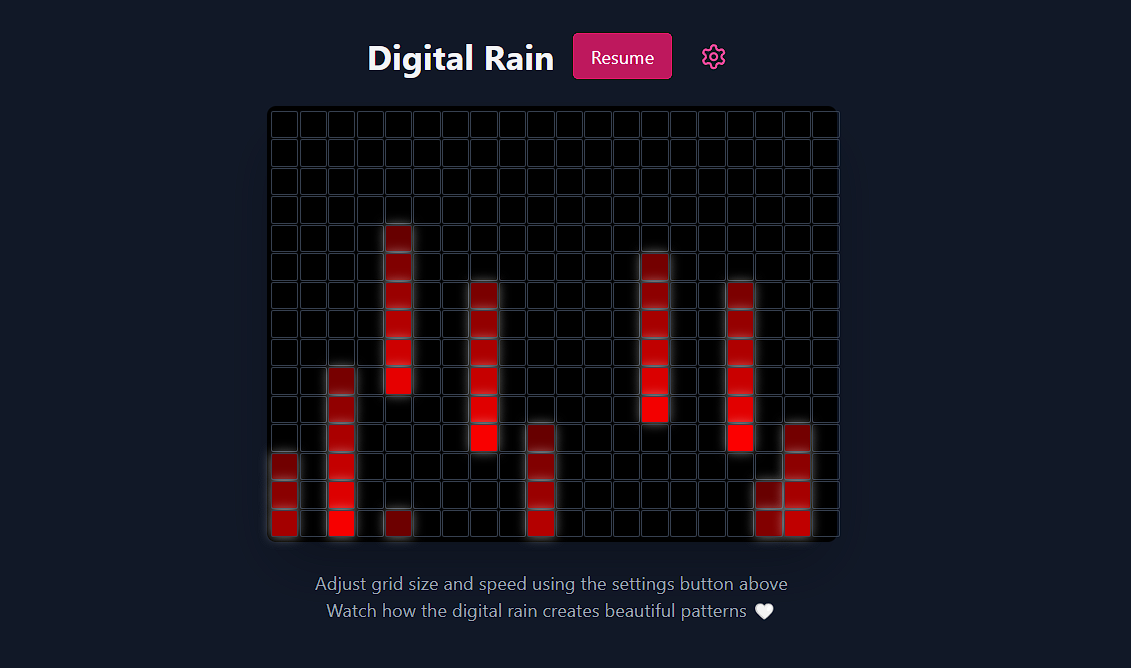 Digital Rain
Resume
Adjust grid size and speed using the settings button above
Watch how the digital rain creates beautiful patterns 🤍